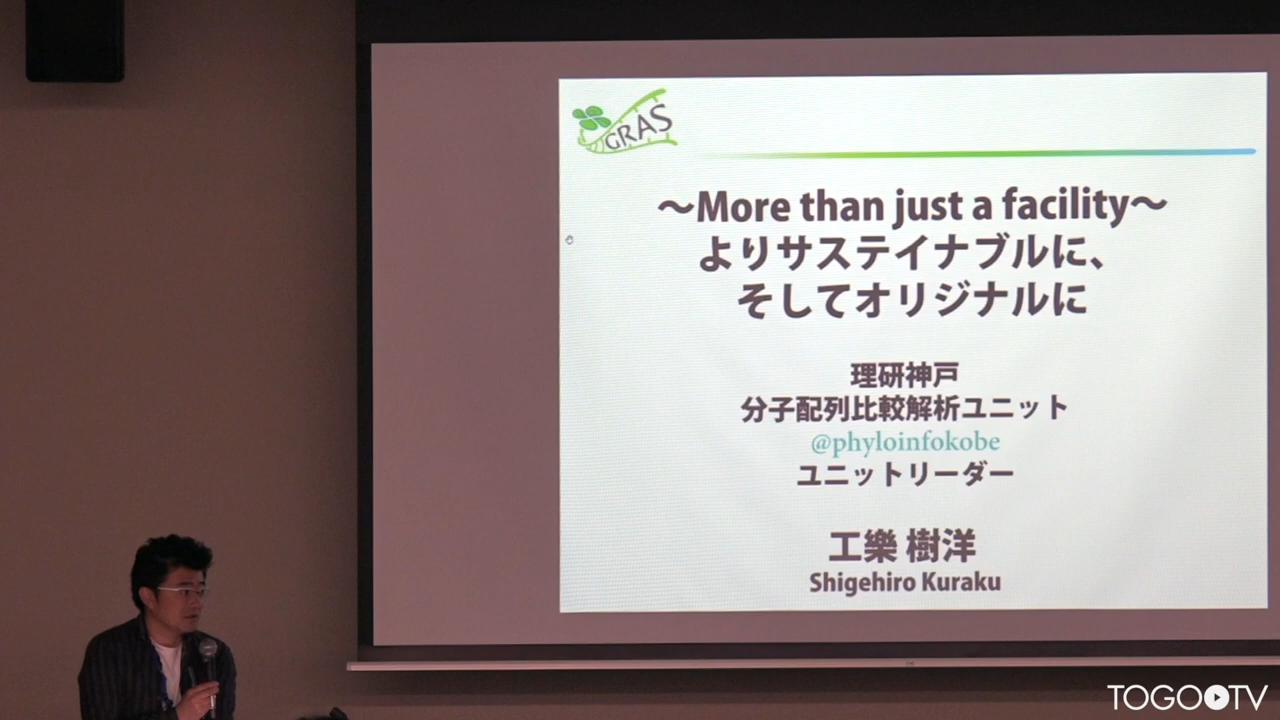 GRAS
～More than just a facility～
よりサステイナブルに、
そしてオリジナルに
理研神戸
分子配列比較解析ユニット
@phyloinfokobe
ユニットリーダー
工樂 樹洋
Shigehiro Kuraku
TOGO TV